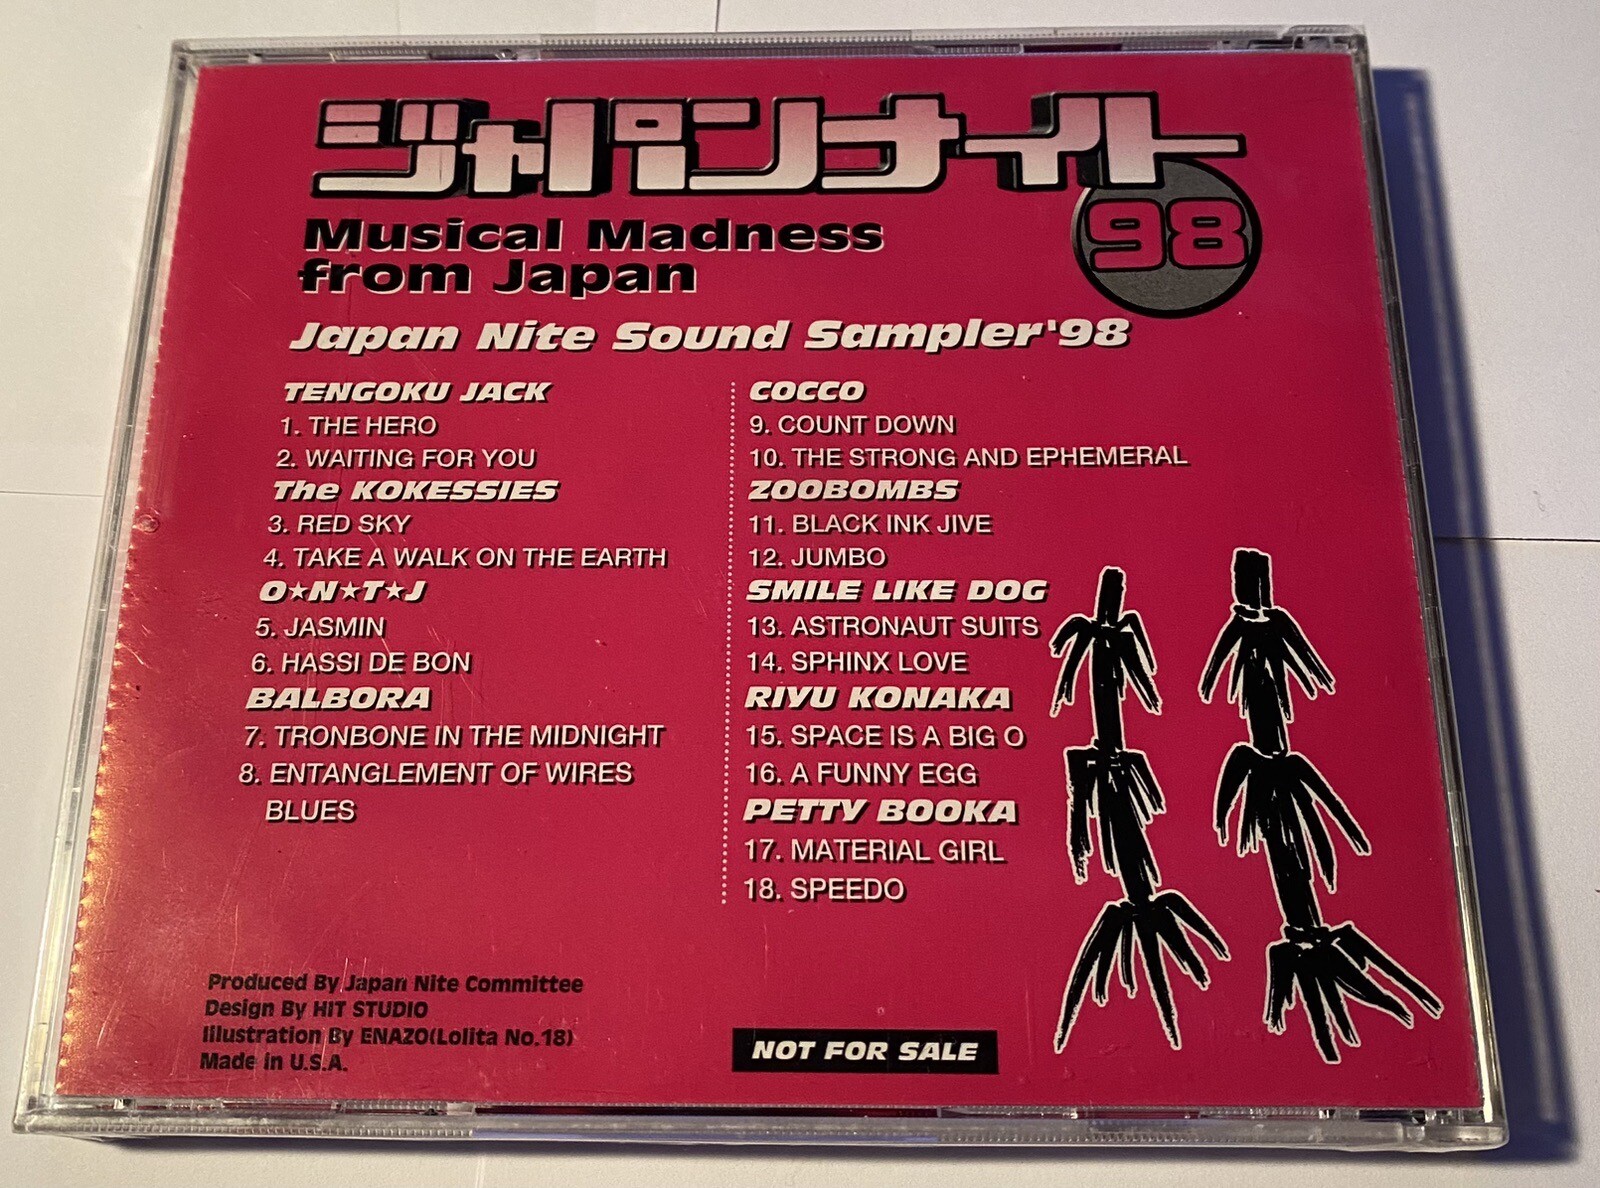 ジャパンナイト
98
Musical Madness
from Japan
Japan Nite Sound Sampler'98
TENGOKU JACK
1. THE HERO
2. WAITING FOR YOU
The KOKESSIES
3. RED SKY
4. TAKE A WALK ON THE EARTH
O★N★T★J
5. JASMIN
6. HASSI DE BON
BALBORA
7. TRONBONE IN THE MIDNIGHT
8. ENTANGLEMENT OF WIRES
BLUES
COCCO
9. COUNT DOWN
10. THE STRONG AND EPHEMERAL
ZOOBOMBS
11. BLACK INK JIVE
12. JUMBO
SMILE LIKE DOG
13. ASTRONAUT SUITS
14. SPHINX LOVE
RIYU KONAKA
15. SPACE IS A BIG O
16. A FUNNY EGG
PETTY BOOKA
17. MATERIAL GIRL
18. SPEEDO
Produced By Japan Nite Committee
Design By HIT STUDIO
Illustration By ENAZO(Lolita No.18)
Made in U.S.A.
NOT FOR SALE